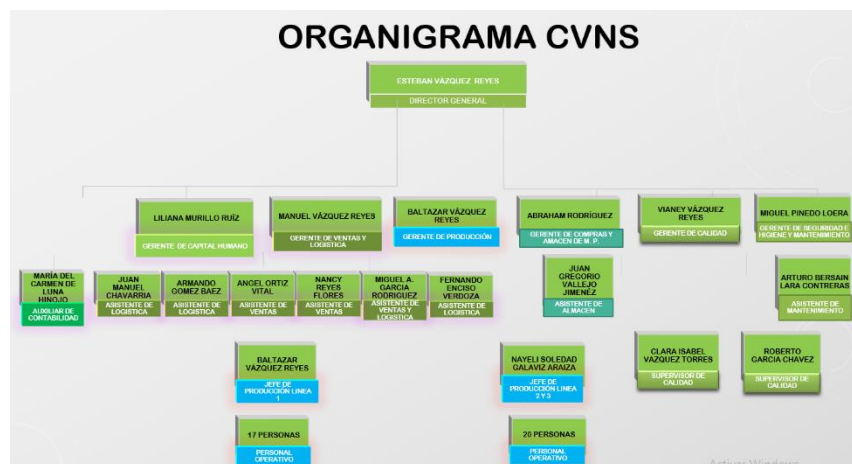 ORGANIGRAMA CVNS
ESTEBAN VÁZQUEZ REYES
DIRECTOR GENERAL
LILIANA MURILLO RUÍZ
GERENTE DE CAPITAL HUMANO
MANUEL VÁZQUEZ REYES
GERENTE DE VENTAS Y
LOGISTICA
BALTAZAR VÁZQUEZ
REYES
GERENTE DE PRODUCCIÓN
ABRAHAM RODRÍGUEZ
GERENTE DE COMPRAS Y
AMACEN DE M. P.
VIANEY VÁZQUEZ
REYES
GERENTE DE CALIDAD
MIGUEL PINEDO LOERA
GERENTE DE SEGURIDAD E
HIGIENE Y MANTENIMIENTO
MARÍA DEL
CARMEN DE
LUNA
HINOJO
AUXILIAR DE
CONTABILIDAD
JUAN
MANUEL
CHAVARRIA
ASISTENTE DE
LOGISTICA
ARMANDO
GOMEZ BAEZ
ASISTENTE DE
LOGISTICA
ANGEL ORTIZ
VITAL
ASISTENTE DE
VENTAS
NANCY
REYES
FLORES
ASISTENTE DE
VENTAS
MIGUEL A.
GARCIA
RODRIGUEZ
ASISTENTE DE
VENTAS Y
LOGISTICA
FERNANDO
ENCISO
VERDOZA
ASISTENTE DE
LOGISTICA
JUAN
GREGORIO
VALLEJO
JIMENÉZ
ASISTENTE DE
ALMACEN
ARTURO BERSAIN
LARA CONTRERAS
ASISTENTE DE
MANTENIMIENTO
BALTAZAR
VÁZQUEZ REYES
JEFE DE
PRODUCCIÓN LINEA
1
NAYELI SOLEDAD
GALAVIZ ARAIZA
JEFE DE
PRODUCCIÓN LINEA
2 Y 3
CLARA ISABEL
VAZQUEZ TORRES
SUPERVISOR DE
CALIDAD
ROBERTO
GARCIA CHAVEZ
SUPERVISOR DE
CALIDAD
17 PERSONAS
PERSONAL
OPERATIVO
20 PERSONAS
PERSONAL
OPERATIVO
Activar Windows